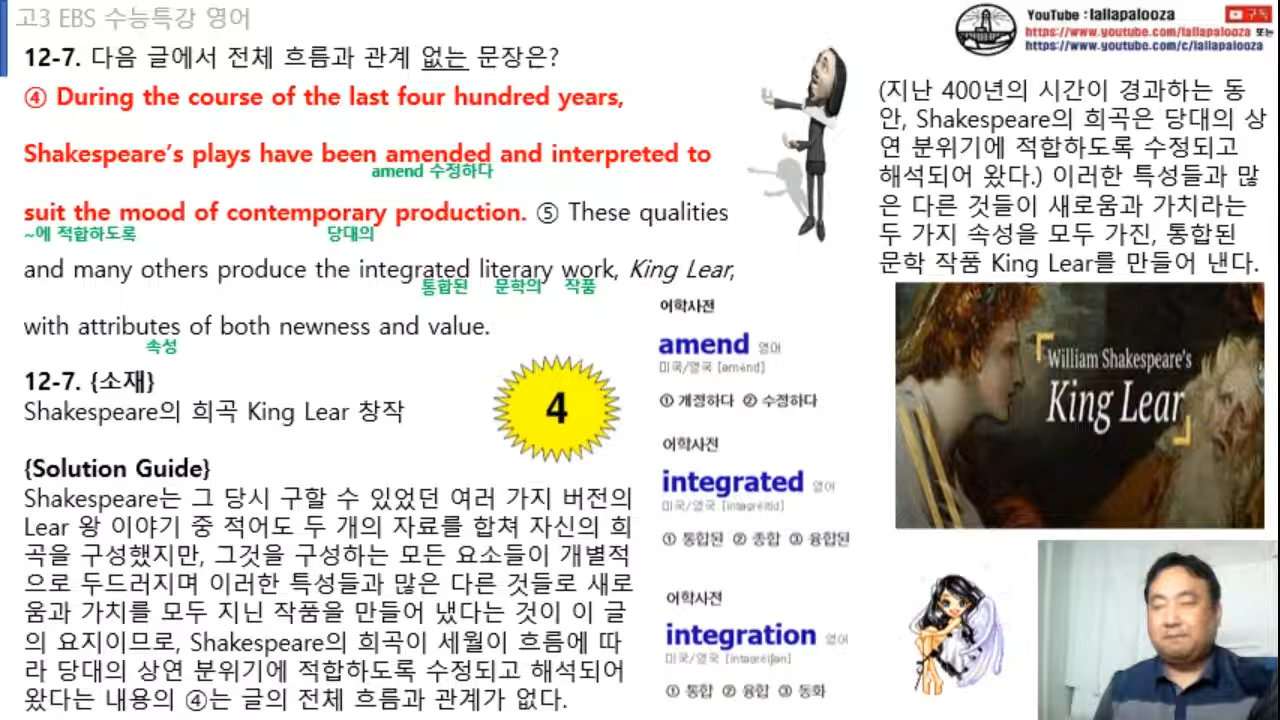 고3 EBS 수능특강 영어
12-7. 다음 글에서 전체 흐름과 관계 없는 문장은?
④ During the course of the last four hundred years,
Shakespeare's plays have been amended and interpreted to
amend 수정하다
suit the mood of contemporary production. ⑤ These qualities
~에 적합하도록 당대의
and many others produce the integrated literary work, King Lear,
통합된 문학의 작품
with attributes of both newness and value.
속성
12-7. {소재}
Shakespeare의 희곡 King Lear 창작
4
{Solution Guide}
Shakespeare는 그 당시 구할 수 있었던 여러 가지 버전의
Lear 왕 이야기 중 적어도 두 개의 자료를 합쳐 자신의 희
곡을 구성했지만, 그것을 구성하는 모든 요소들이 개별적
으로 두드러지며 이러한 특성들과 많은 다른 것들로 새로
움과 가치를 모두 지닌 작품을 만들어 냈다는 것이 이 글
의 요지이므로, Shakespeare의 희곡이 세월이 흐름에 따
라 당대의 상연 분위기에 적합하도록 수정되고 해석되어
왔다는 내용의 ④는 글의 전체 흐름과 관계가 없다.
어학사전
amend 영어
미국/영국 [əménd]
① 개정하다 ② 수정하다
어학사전
integrated 영어
미국/영국
① 통합된 ② 종합 ③ 융합된
어학사전
integration 영어
미국/영국
① 통합 ② 융합 ③ 동화
YouTube : lallapalooza
구독
https://www.youtube.com/lallapalooza 또는
https://www.youtube.com/c/lallapalooza
(지난 400년의 시간이 경과하는 동
안, Shakespeare의 희곡은 당대의 상
연 분위기에 적합하도록 수정되고
해석되어 왔다.) 이러한 특성들과 많
은 다른 것들이 새로움과 가치라는
두 가지 속성을 모두 가진, 통합된
문학 작품 King Lear를 만들어 낸다.
William Shakespeare's
King Lear